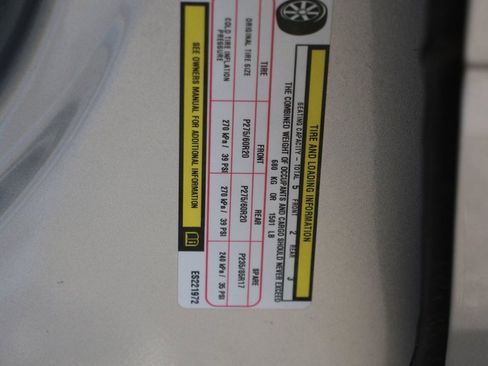 TIRE AND LOADING INFORMATION
SEATING CAPACITY - TOTAL 5 FRONT 2 REAR 3
THE COMBINED WEIGHT OF OCCUPANTS AND CARGO SHOULD NEVER EXCEED
680 KG OR 1501 LB
TIRE FRONT REAR SPARE
ORIGINAL TIRE SIZE P275/60R20 P275/60R20 P235/85R17
COLD TIRE INFLATION PRESSURE 270 kPa / 39 PSI 270 kPa / 39 PSI 240 kPa / 35 PSI
SEE OWNERS MANUAL FOR ADDITIONAL INFORMATION
ES221972